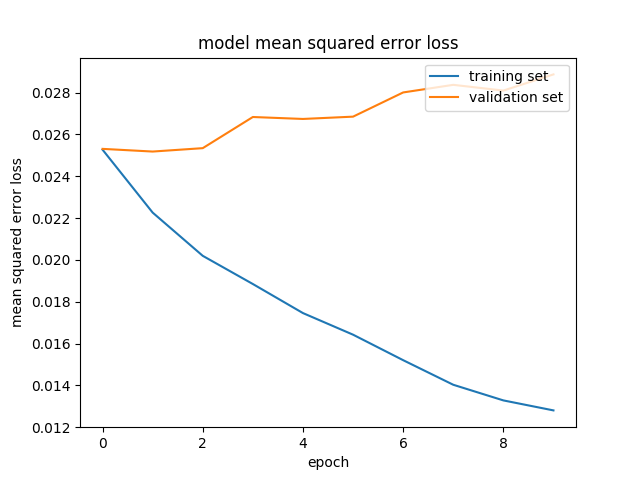 model mean squared error loss
training set
validation set
0.028
0.026
0.024
0.022
0.020
0.018
0.016
0.014
0.012
mean squared error loss
0 2 4 6 8
epoch